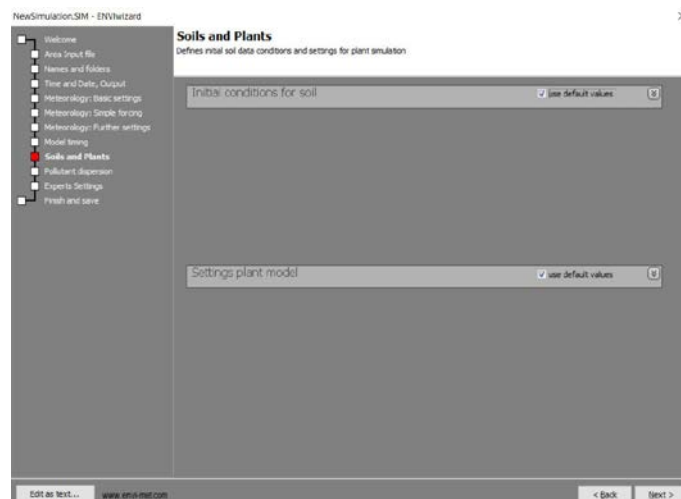 NewSimulation.SIM - ENVIwizard
Welcome
Area Input file
Names and folders
Time and Date, Output
Meteorology: Basic settings
Meteorology: Simple forcing
Meteorology: Further settings
Model timing
Soils and Plants
Pollutant dispersion
Experts Settings
Finish and save
Soils and Plants
Defines initial soil data conditions and settings for plant simulation
Initial conditions for soil
use default values
Settings plant model
use default values
Edit as text...
www.envi-met.com
< Back
Next >